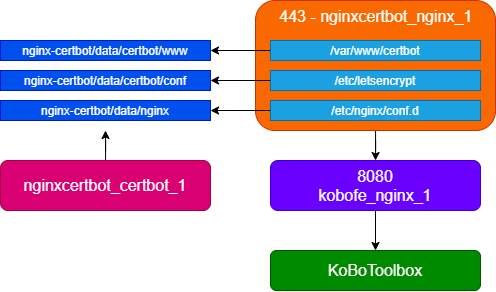 443 - nginxcertbot_nginx_1
nginx-certbot/data/certbot/www
/var/www/certbot
nginx-certbot/data/certbot/conf
/etc/letsencrypt
nginx-certbot/data/nginx
/etc/nginx/conf.d
nginxcertbot_certbot_1
8080
kobofe_nginx_1
KoBoToolbox